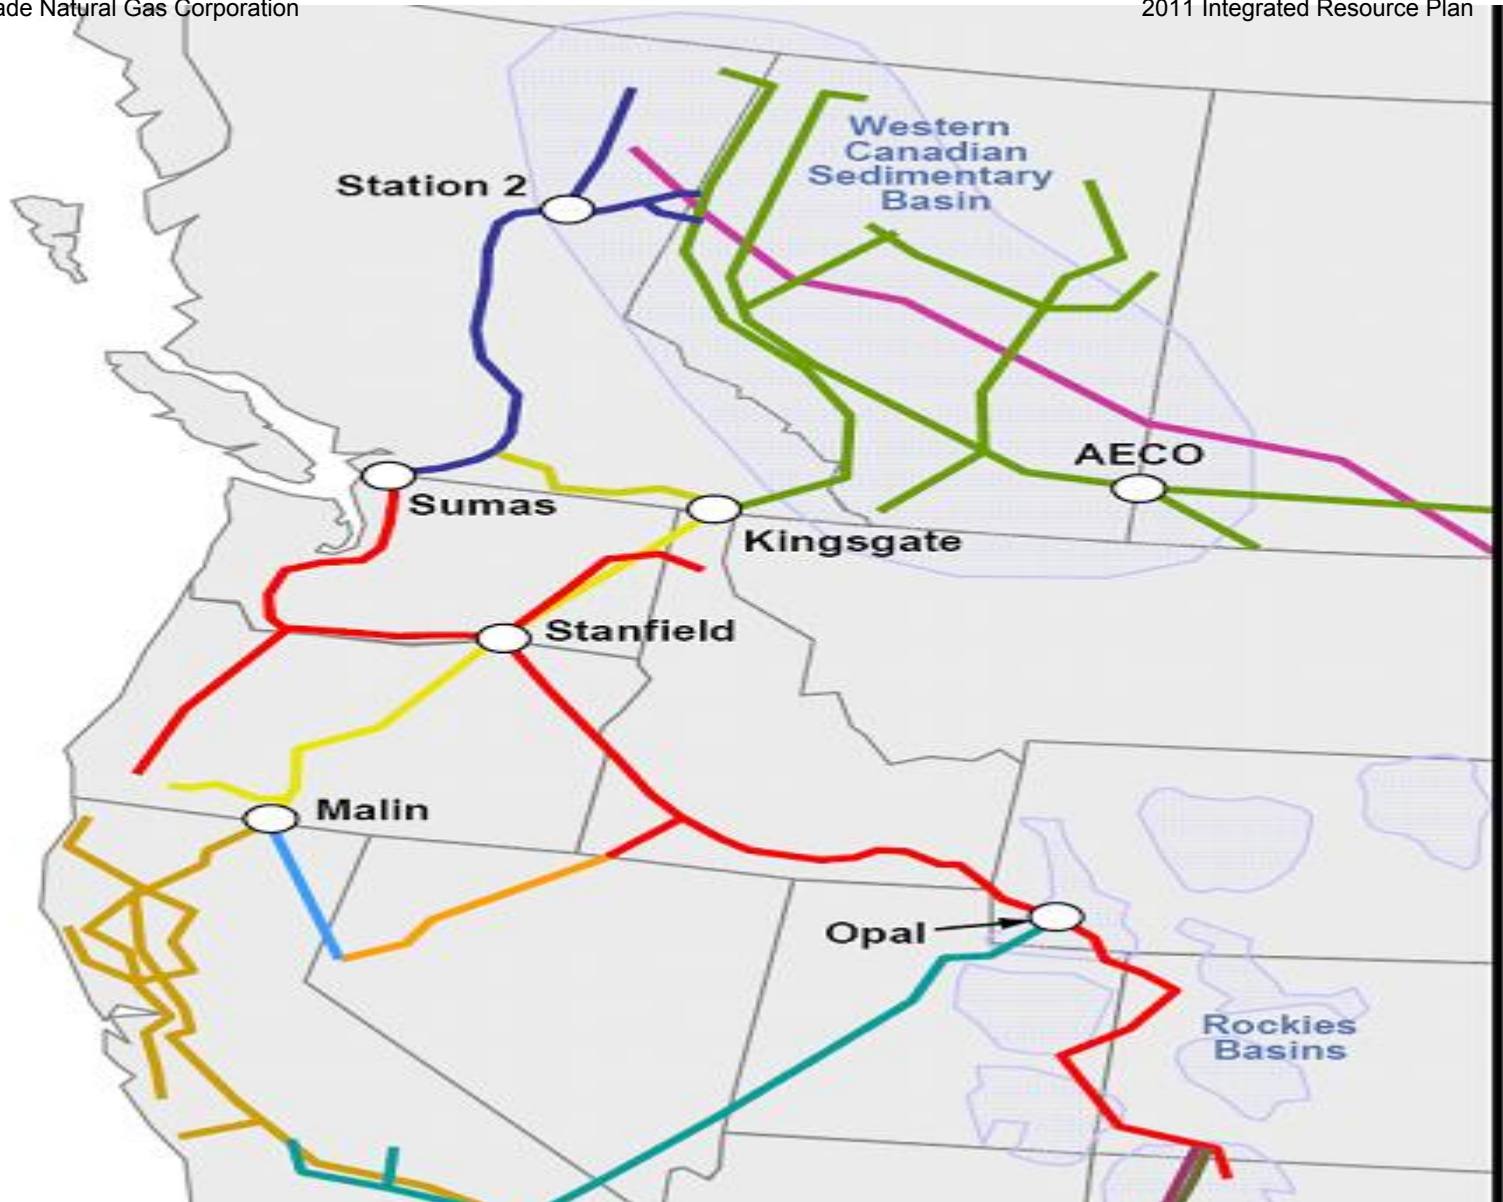 ade Natural Gas Corporation
2011 Integrated Resource Plan
Western
Canadian
Sedimentary
Basin
Station 2
AECO
Sumas
Kingsgate
Stanfield
Malin
Opal
Rockies
Basins